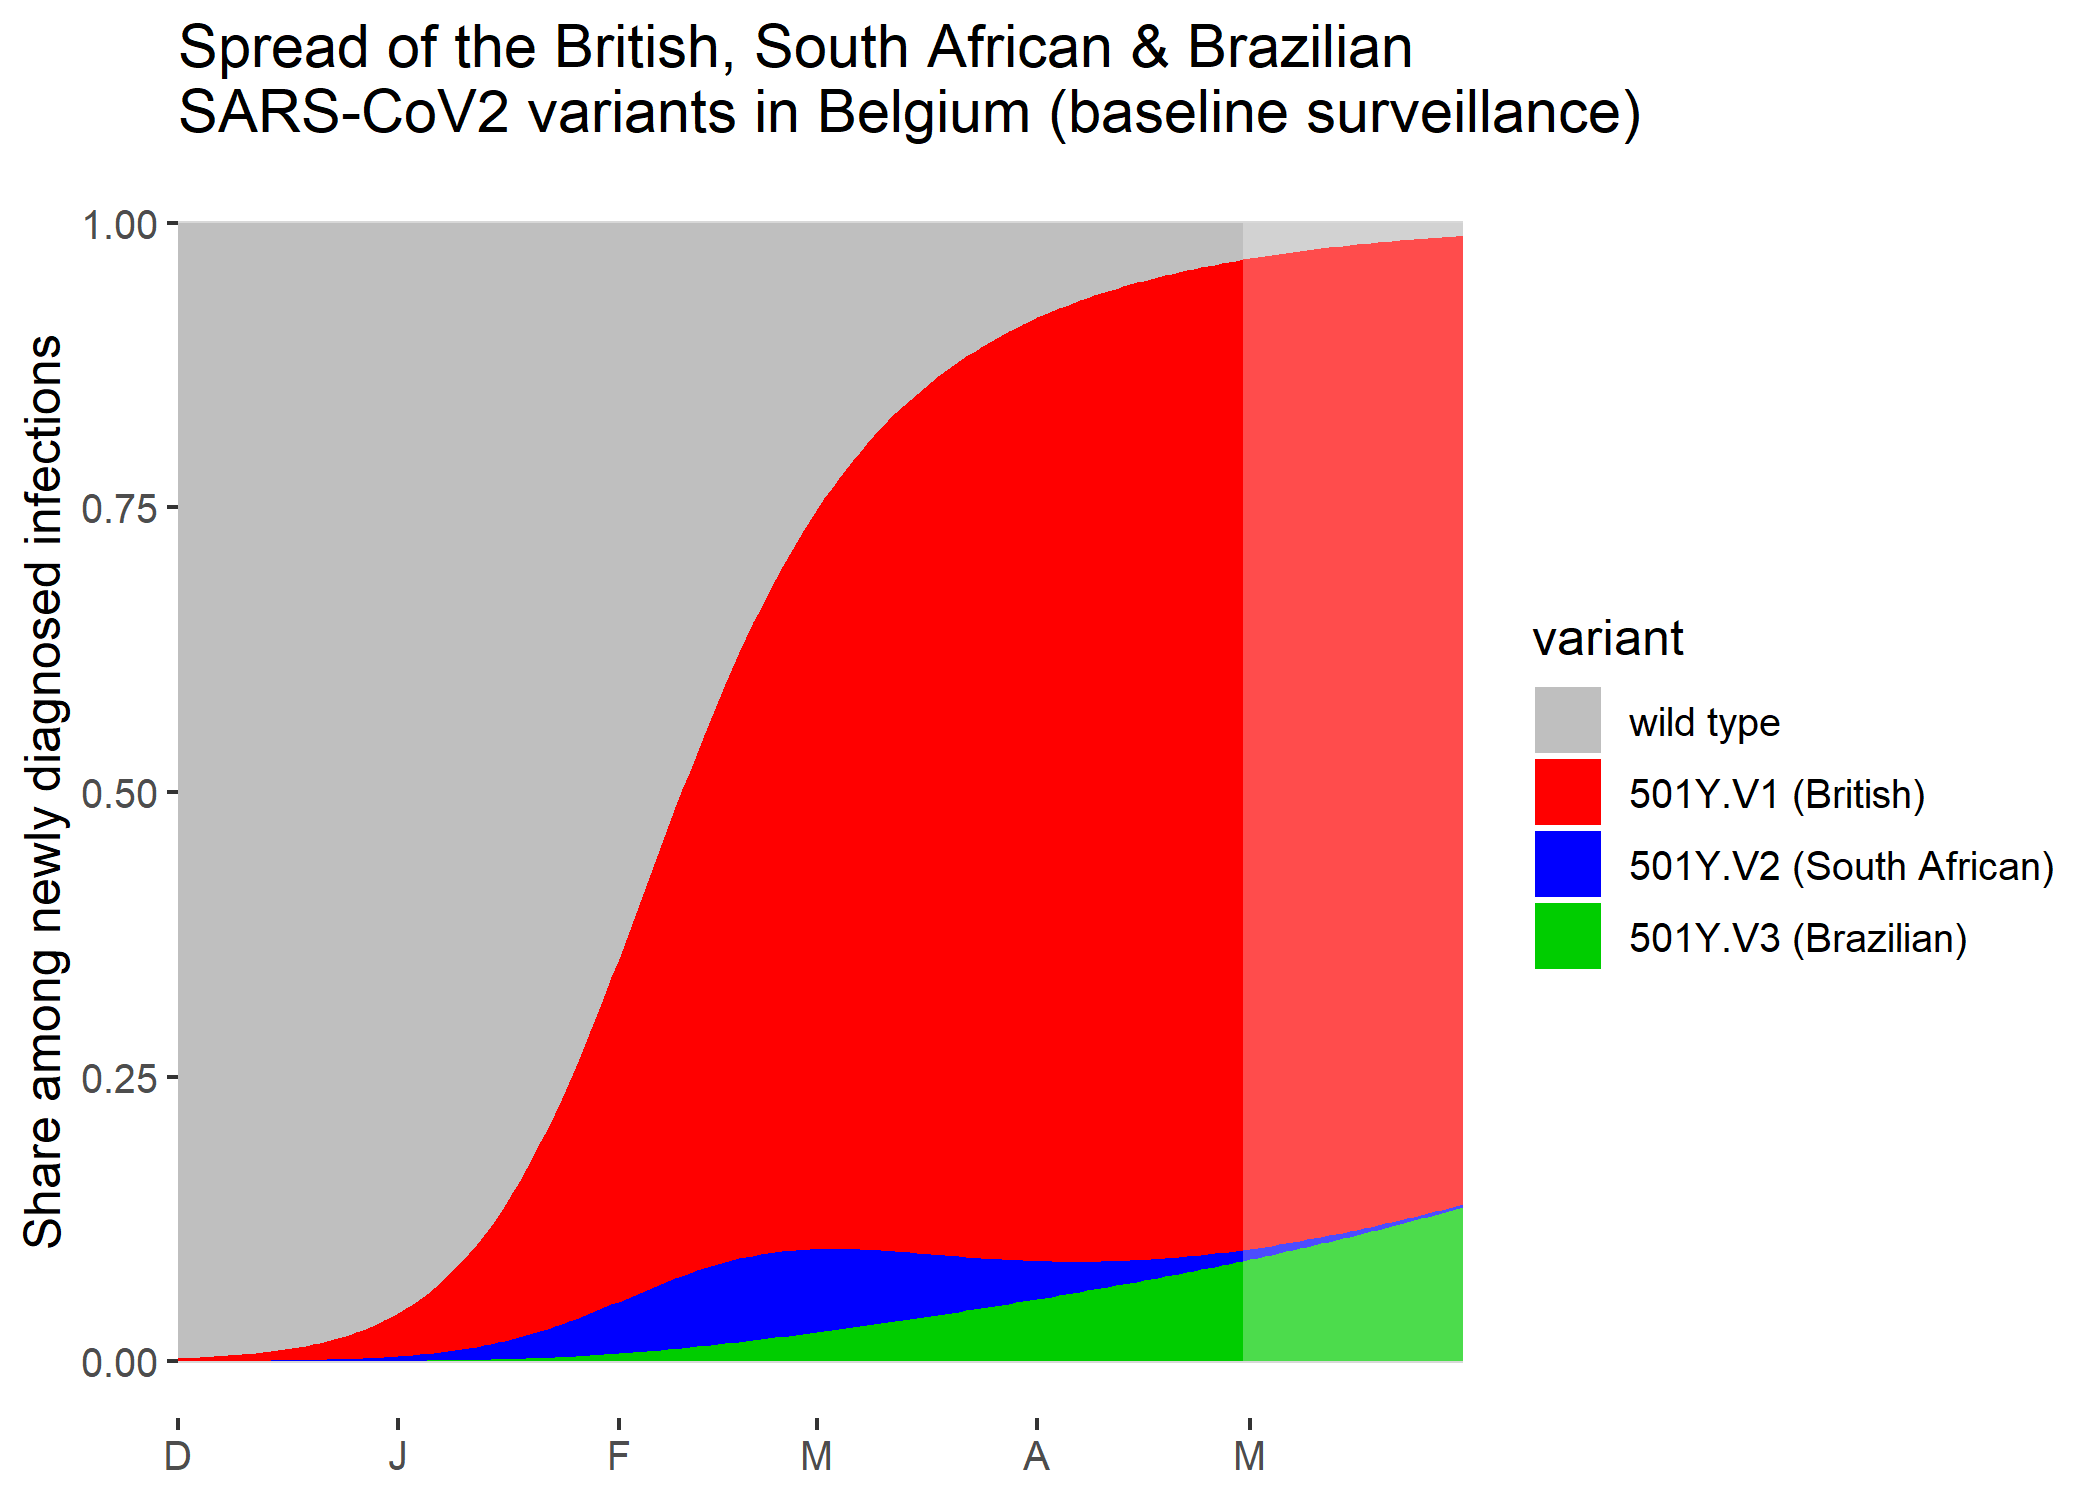 Spread of the British, South African & Brazilian
SARS-CoV2 variants in Belgium (baseline surveillance)
Share among newly diagnosed infections
1.00
0.75
0.50
0.25
0.00
D
J
F
M
A
M
variant
wild type
501Y.V1 (British)
501Y.V2 (South African)
501Y.V3 (Brazilian)